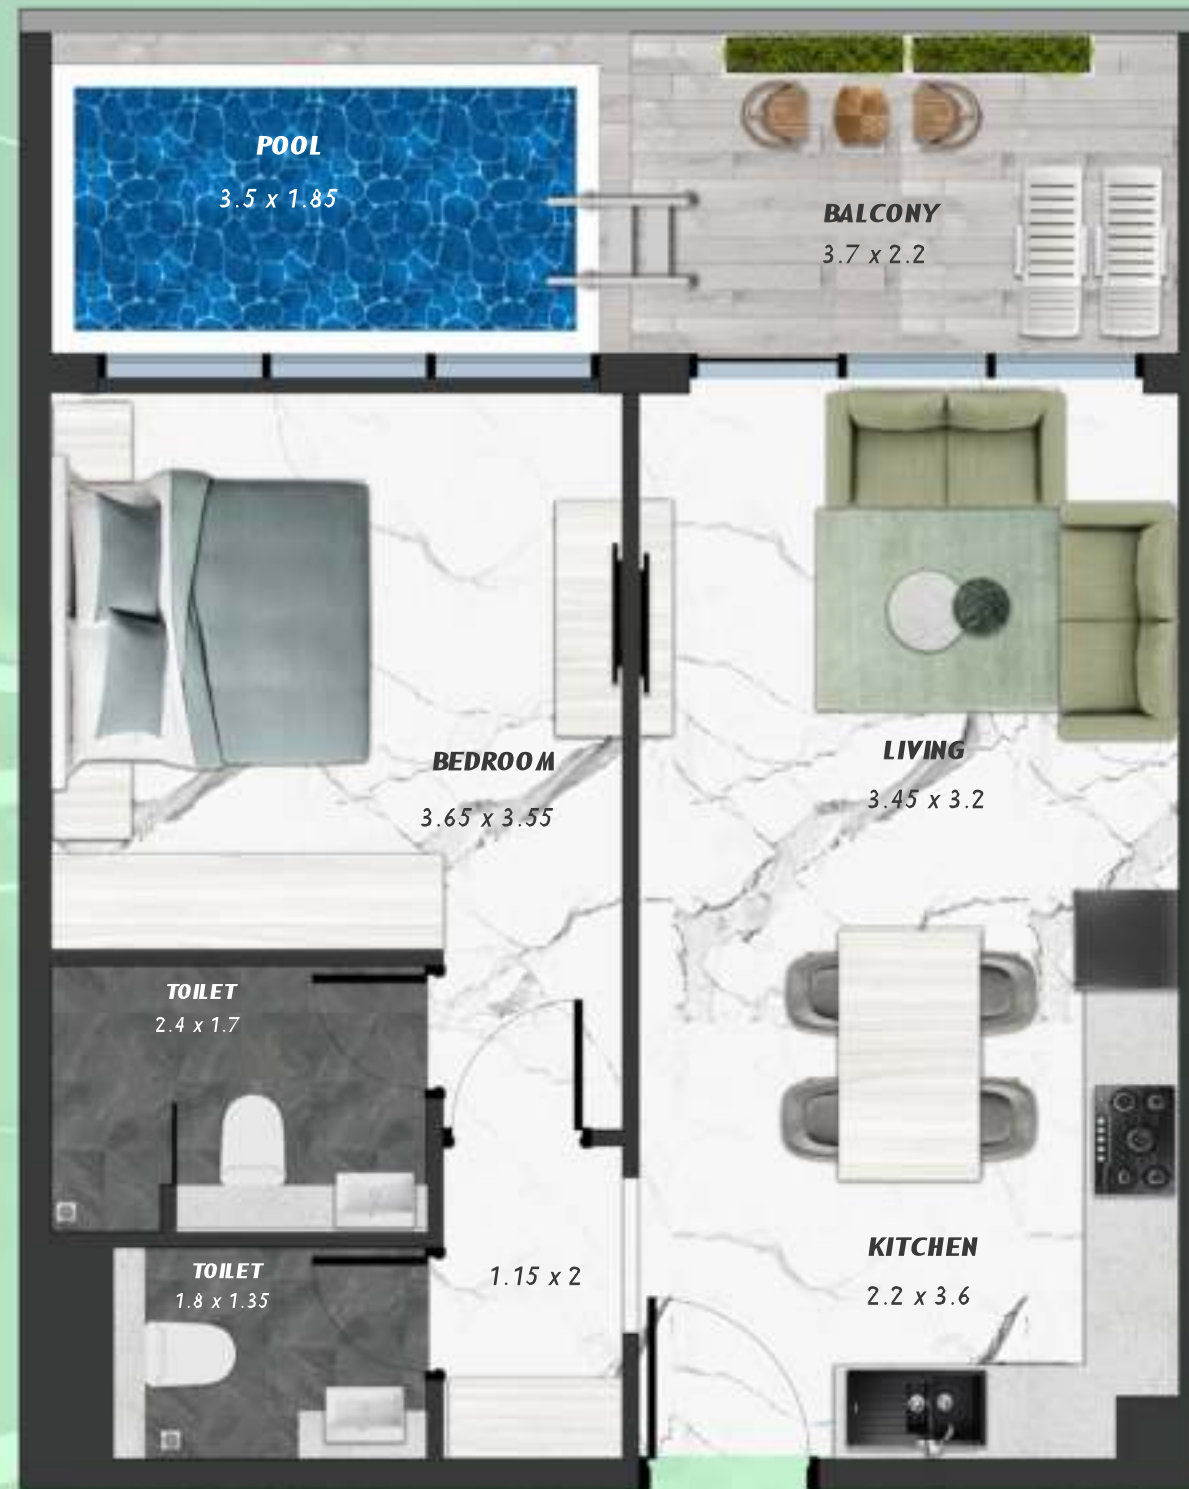 POOL
3.5 x 1.85
BALCONY
3.7 x 2.2
BEDROOM
3.65 x 3.55
LIVING
3.45 x 3.2
TOILET
2.4 x 1.7
TOILET
1.8 x 1.35
1.15 x 2
KITCHEN
2.2 x 3.6